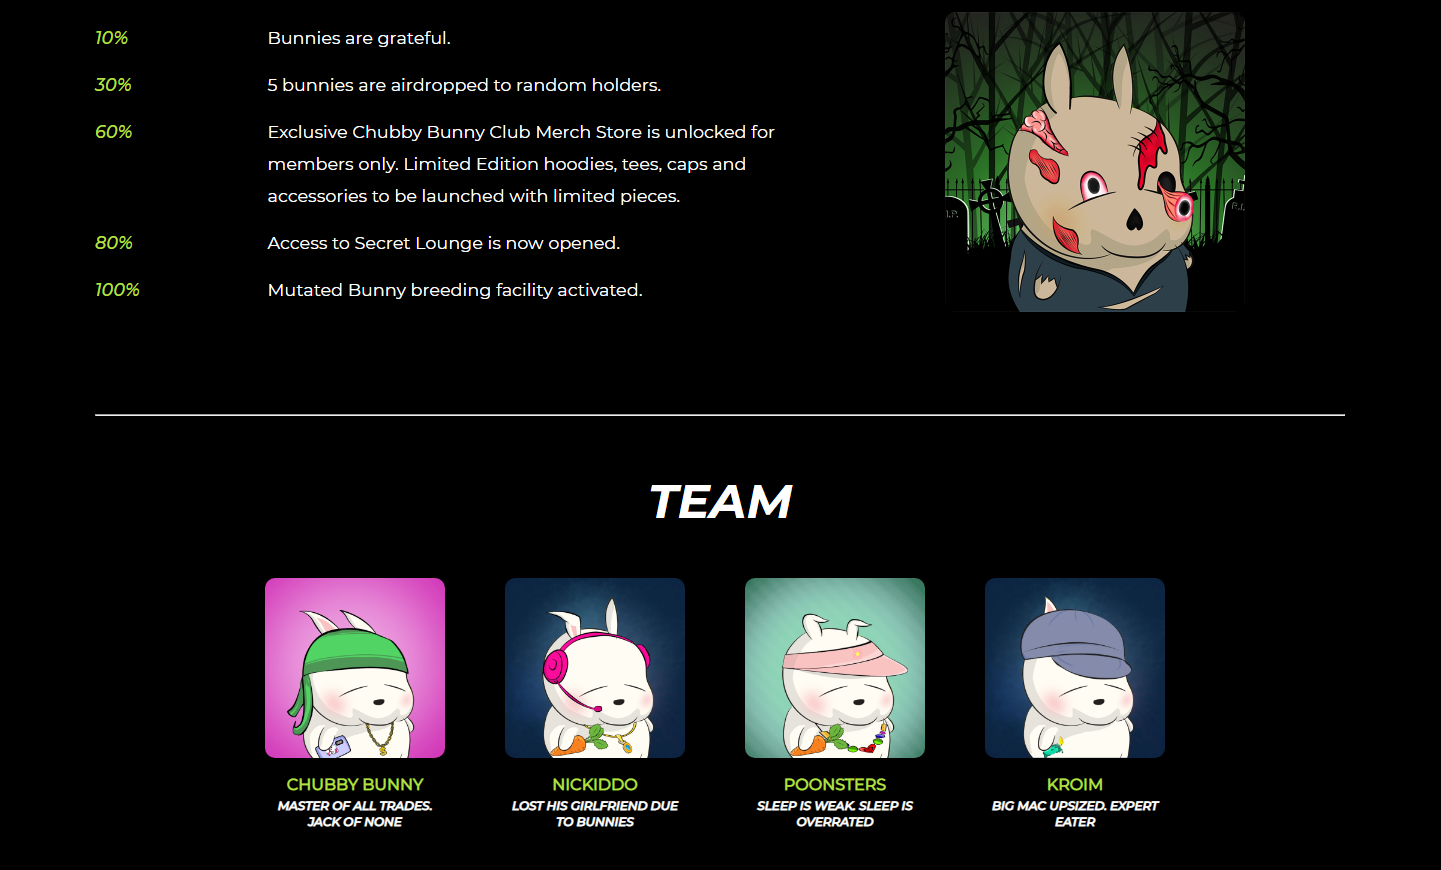 10%
Bunnies are grateful.
30%
5 bunnies are airdropped to random holders.
60%
Exclusive Chubby Bunny Club Merch Store is unlocked for
members only. Limited Edition hoodies, tees, caps and
accessories to be launched with limited pieces.
80%
Access to Secret Lounge is now opened.
100%
Mutated Bunny breeding facility activated.
TEAM
CHUBBY BUNNY
MASTER OF ALL TRADES.
JACK OF NONE
NICKIDDO
LOST HIS GIRLFRIEND DUE
TO BUNNIES
POONSTERS
SLEEP IS WEAK. SLEEP IS
OVERRATED
KROIM
BIG MAC UPSIZED. EXPERT
EATER